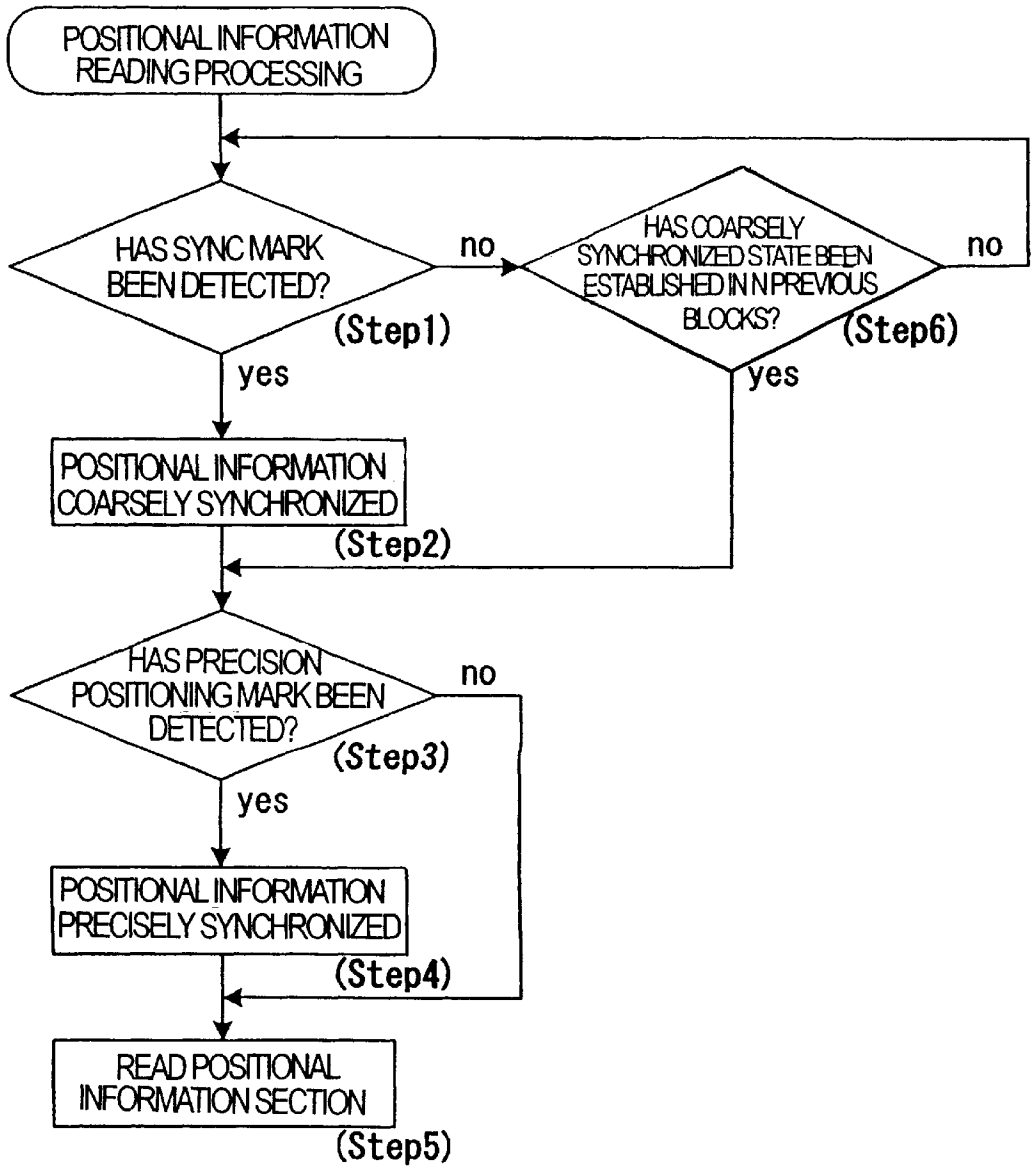 POSITIONAL INFORMATION
READING PROCESSING
HAS SYNC MARK
BEEN DETECTED?
(Step1)
no
HAS COARSELY
SYNCHRONIZED STATE BEEN
ESTABLISHED IN N PREVIOUS
BLOCKS?
(Step6)
no
yes
yes
POSITIONAL INFORMATION
COARSELY SYNCHRONIZED
(Step2)
HAS PRECISION
POSITIONING MARK BEEN
DETECTED?
(Step3)
no
yes
POSITIONAL INFORMATION
PRECISELY SYNCHRONIZED
(Step4)
READ POSITIONAL
INFORMATION SECTION
(Step5)